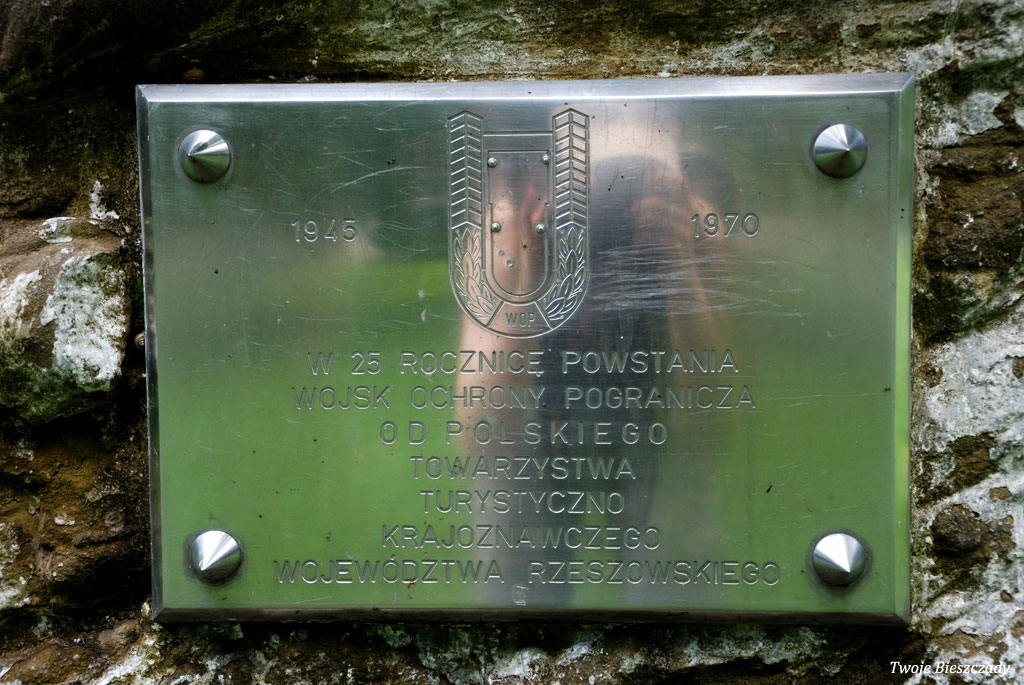 1945 1970
WOP
W 25 ROCZNICĘ POWSTANIA
WOJSK OCHRONY POGRANICZA
OD POLSKIEGO
TOWARZYSTWA
TURYSTYCZNO
KRAJOZNAWCZEGO
WOJEWÓDZTWA RZESZOWSKIEGO
Twoje Bieszczady